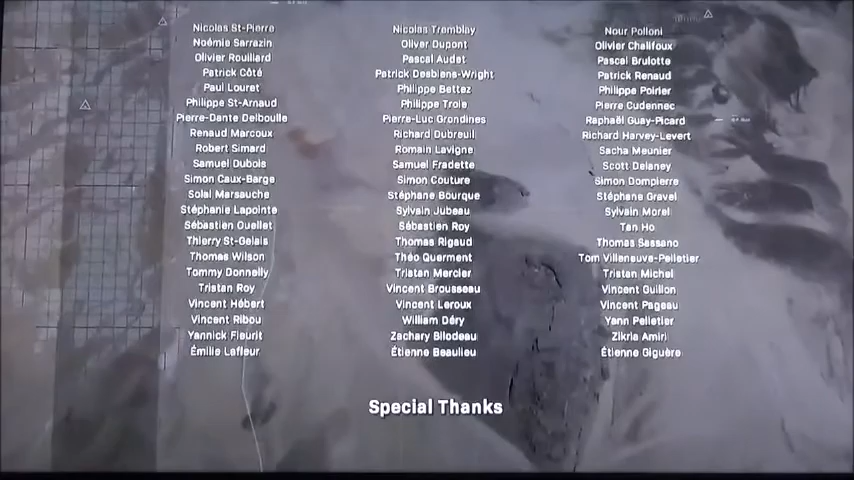 Nicolas St-Pierre Nicolas Tremblay Nour Polloni
Noémie Sarrazin Oliver Dupont Olivier Chalifoux
Olivier Rouillard Pascal Audet Pascal Brulotte
Patrick Côté Patrick Desbiens-Wright Patrick Renaud
Paul Louret Philippe Bettez Philippe Poirier
Philippe St-Arnaud Philippe Trole Pierre Cudennec
Pierre-Dante Delboulle Pierre-Luc Grondines Raphaël Guay-Picard
Renaud Marcoux Richard Dubreuil Richard Harvey-Levert
Robert Simard Romain Lavigne Sacha Meunier
Samuel Dubois Samuel Fradette Scott Delaney
Simon Caux-Barge Simon Couture Simon Dompierre
Solal Marsauche Stéphane Bourque Stéphane Gravel
Stéphanie Lapointe Sylvain Jubeau Sylvain Morel
Sébastien Ouellet Sébastien Roy Tan Ho
Thierry St-Gelais Thomas Rigaud Thomas Sassano
Thomas Wilson Théo Querment Tom Villeneuve-Pelletier
Tommy Donnelly Tristan Mercier Tristan Michel
Tristan Roy Vincent Brousseau Vincent Guillon
Vincent Hébert Vincent Leroux Vincent Pageau
Vincent Ribou William Déry Yann Pelletier
Yannick Fleurit Zachary Bilodeau Zikria Amiri
Émilie Lafleur Étienne Beaulieu Étienne Giguère
Special Thanks